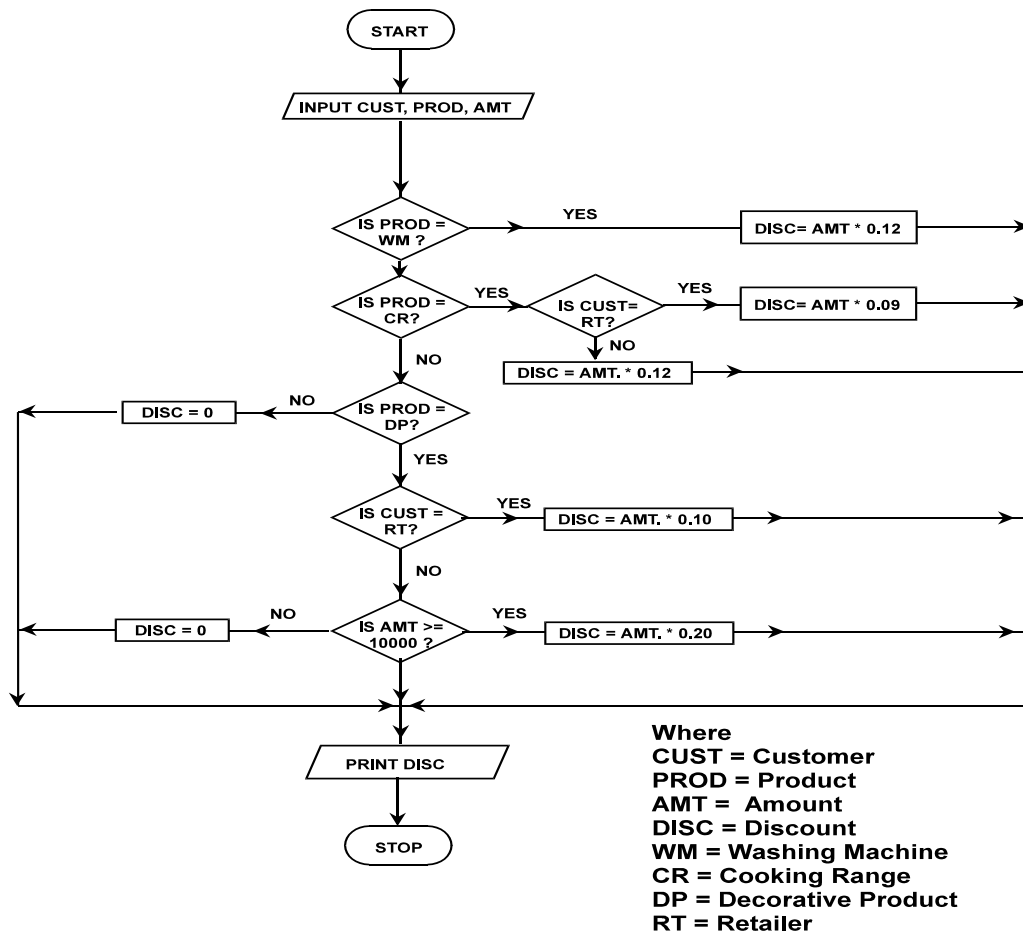 START
INPUT CUST, PROD, AMT
IS PROD =
WM ?
YES
DISC= AMT * 0.12
IS PROD =
CR?
YES
IS CUST=
RT?
YES
DISC= AMT * 0.09
NO
NO
DISC = AMT. * 0.12
IS PROD =
DP?
NO
DISC = 0
YES
IS CUST =
RT?
YES
DISC = AMT. * 0.10
NO
IS AMT >=
10000 ?
NO
DISC = 0
YES
DISC = AMT. * 0.20
PRINT DISC
STOP
Where
CUST = Customer
PROD = Product
AMT = Amount
DISC = Discount
WM = Washing Machine
CR = Cooking Range
DP = Decorative Product
RT = Retailer